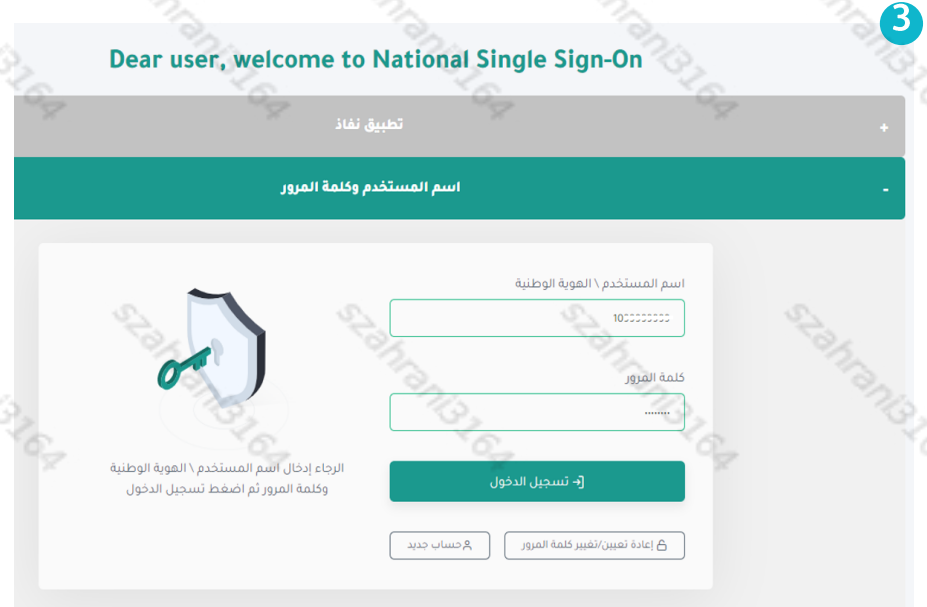 3
Dear user, welcome to National Single Sign-On
تطبيق نفاذ
+
اسم المستخدم وكلمة المرور
-
اسم المستخدم \ الهوية الوطنية
كلمة المرور
........
تسجيل الدخول
إعادة تعيين/تغيير كلمة المرور
حساب جديد
الرجاء إدخال اسم المستخدم \ الهوية الوطنية
وكلمة المرور ثم اضغط تسجيل الدخول
szahrani3164